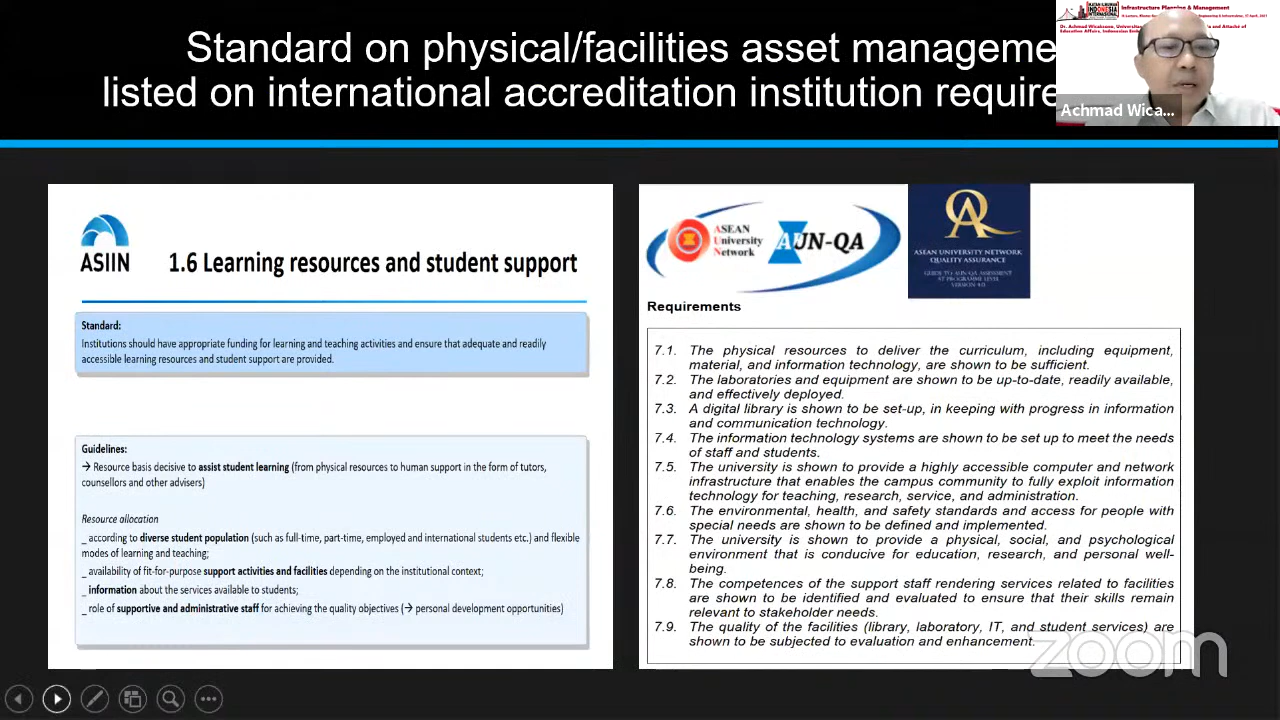 Standard on physical/facilities asset manageme
listed on international accreditation institution require
Infrastructure Planning & Management
INDONESIA
Achmad Wica...
ASIIN
1.6 Learning resources and student support
Standard:
Institutions should have appropriate funding for learning and teaching activities and ensure that adequate and readily
accessible learning resources and student support are provided.
Guidelines:
→ Resource basis decisive to assist student learning (from physical resources to human support in the form of tutors,
counsellors and other advisers)
Resource allocation
_ according to diverse student population (such as full-time, part-time, employed and international students etc.) and flexible
modes of learning and teaching;
_ availability of fit-for-purpose support activities and facilities depending on the institutional context;
_ information about the services available to students;
_ role of supportive and administrative staff for achieving the quality objectives (→ personal development opportunities)
ASEAN
University
Network
AUN-QA
QA
ASEAN UNIVERSITY NETWORK
QUALITY ASSURANCE
GUIDE TO AUN-QA ASSESSMENT
AT PROGRAMME LEVEL
VERSION 4.0
Requirements
7.1. The physical resources to deliver the curriculum, including equipment,
material, and information technology, are shown to be sufficient.
7.2. The laboratories and equipment are shown to be up-to-date, readily available,
and effectively deployed.
7.3. A digital library is shown to be set-up, in keeping with progress in information
and communication technology.
7.4. The information technology systems are shown to be set up to meet the needs
of staff and students.
7.5. The university is shown to provide a highly accessible computer and network
infrastructure that enables the campus community to fully exploit information
technology for teaching, research, service, and administration.
7.6. The environmental, health, and safety standards and access for people with
special needs are shown to be defined and implemented.
7.7. The university is shown to provide a physical, social, and psychological
environment that is conducive for education, research, and personal well-
being.
7.8. The competences of the support staff rendering services related to facilities
are shown to be identified and evaluated to ensure that their skills remain
relevant to stakeholder needs.
7.9. The quality of the facilities (library, laboratory, IT, and student services) are
shown to be subjected to evaluation and enhancement.
zoom